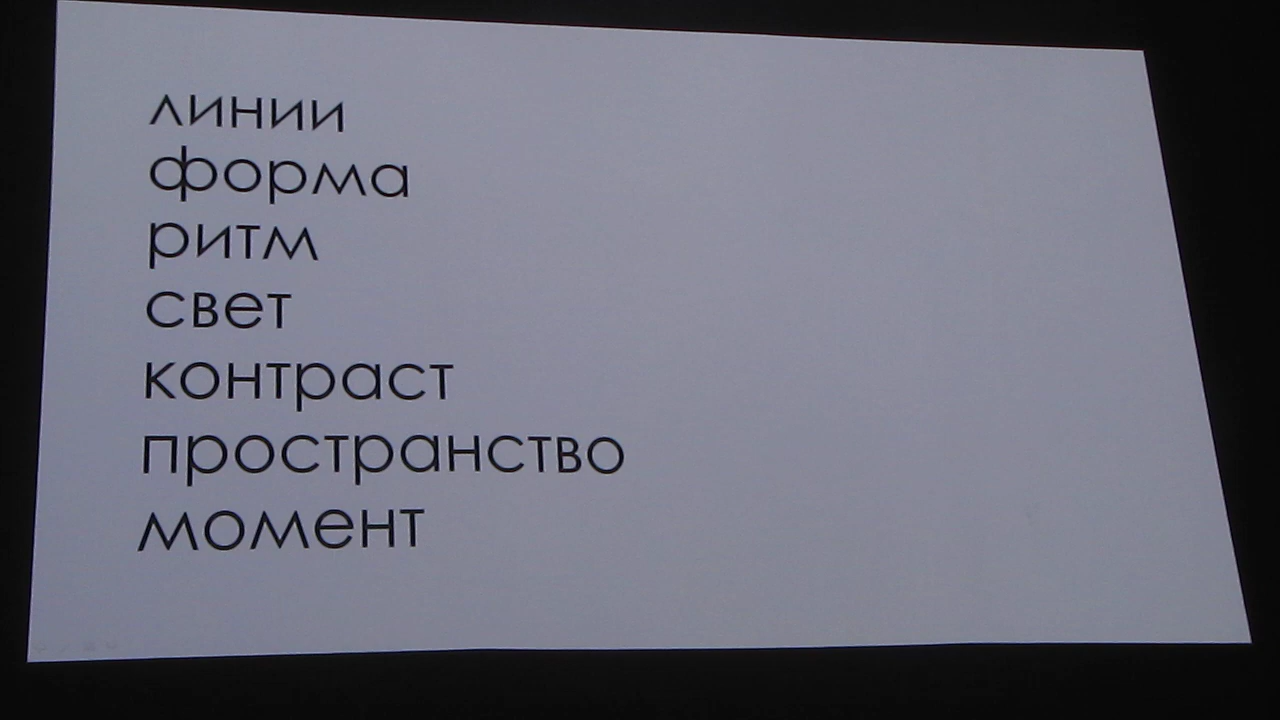 линии
форма
ритм
свет
контраст
пространство
момент